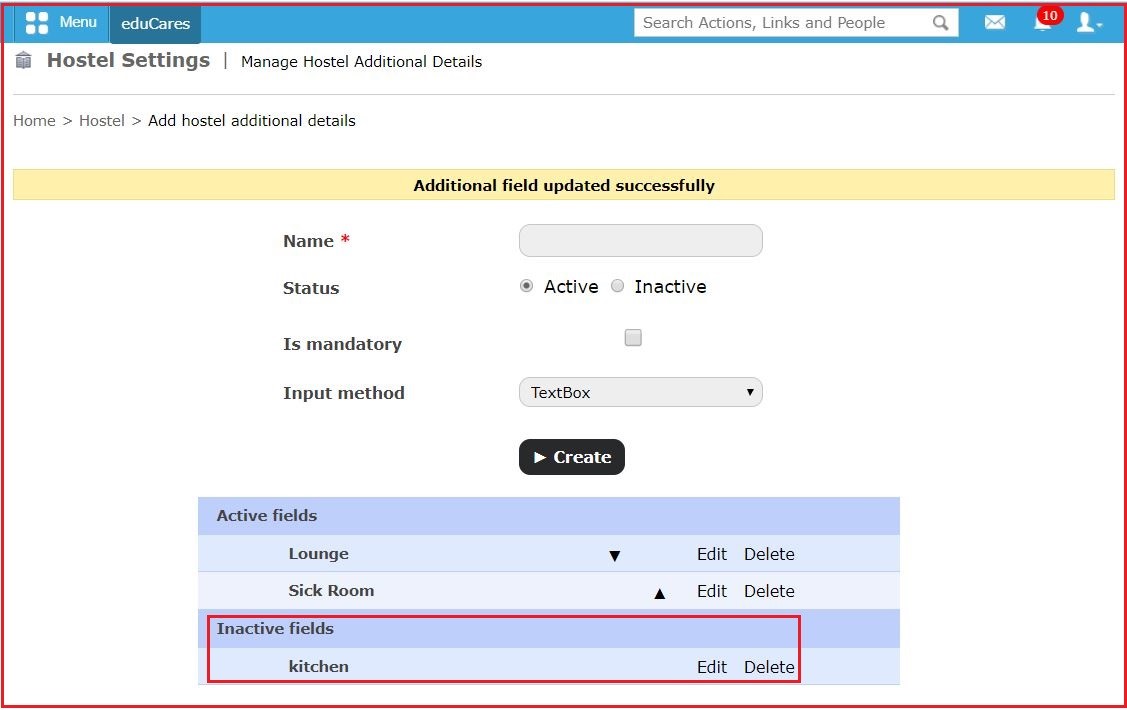 Menu eduCares Search Actions, Links and People 10
Hostel Settings | Manage Hostel Additional Details
Home > Hostel > Add hostel additional details
Additional field updated successfully
Name *
Status Active Inactive
Is mandatory
Input method TextBox
Create
Active fields
Lounge Edit Delete
Sick Room Edit Delete
Inactive fields
kitchen Edit Delete